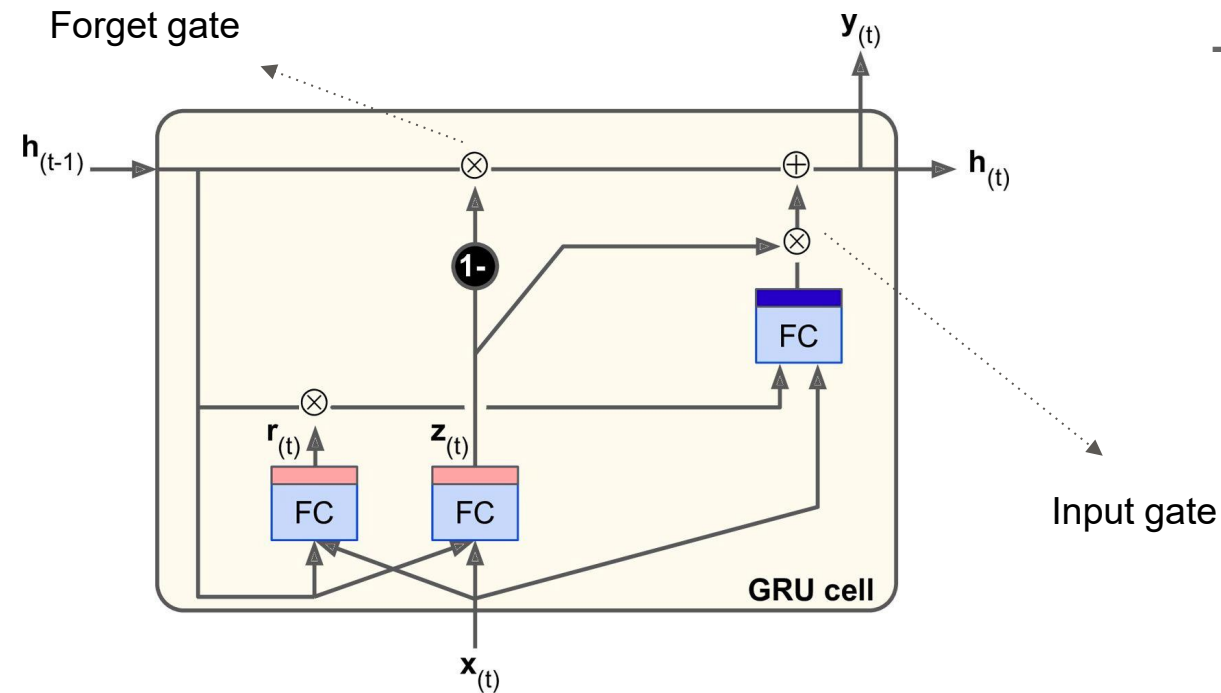 Forget gate
y(t)
h(t-1)
h(t)
1-
FC
r(t)
z(t)
FC
FC
Input gate
GRU cell
x(t)